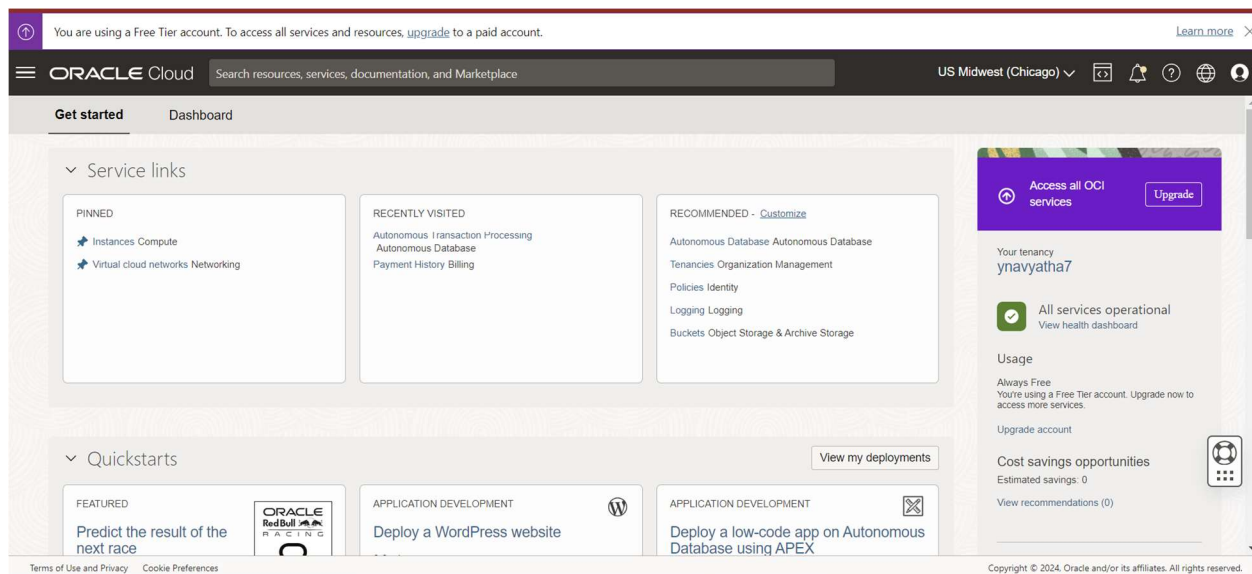 You are using a Free Tier account. To access all services and resources, upgrade to a paid account.
Learn more
ORACLE Cloud
Search resources, services, documentation, and Marketplace
US Midwest (Chicago)
Get started
Dashboard
Service links
PINNED
Instances Compute
Virtual cloud networks Networking
RECENTLY VISITED
Autonomous Transaction Processing
Autonomous Database
Payment History Billing
RECOMMENDED - Customize
Autonomous Database Autonomous Database
Tenancies Organization Management
Policies Identity
Logging Logging
Buckets Object Storage & Archive Storage
Access all OCI
services
Upgrade
Your tenancy
ynavyatha7
All services operational
View health dashboard
Usage
Always Free
You're using a Free Tier account. Upgrade now to
access more services.
Upgrade account
Cost savings opportunities
Estimated savings: 0
View recommendations (0)
Quickstarts
View my deployments
FEATURED
Predict the result of the
next race
ORACLE
Red Bull
RACING
APPLICATION DEVELOPMENT
Deploy a WordPress website
APPLICATION DEVELOPMENT
Deploy a low-code app on Autonomous
Database using APEX
Terms of Use and Privacy
Cookie Preferences
Copyright © 2024. Oracle and/or its affiliates. All rights reserved.